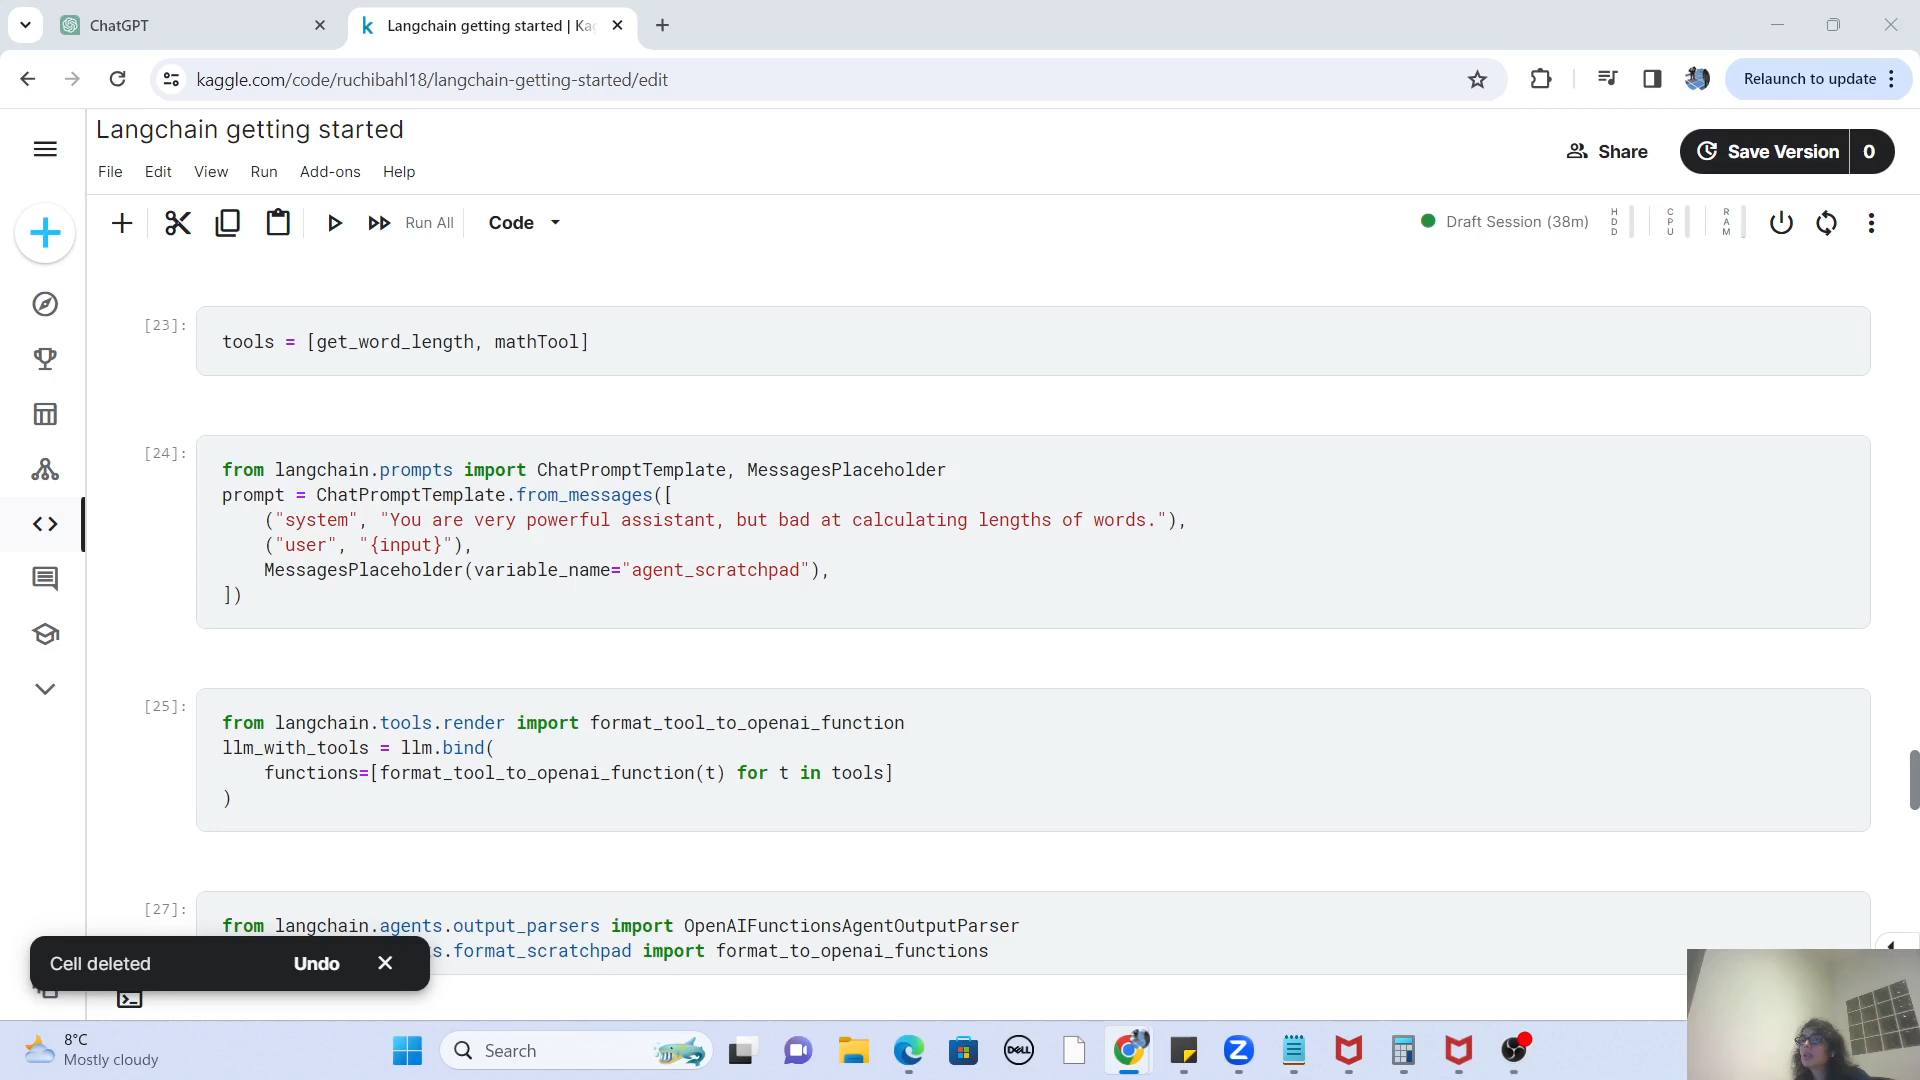 ChatGPT
Langchain getting started | Ka
kaggle.com/code/ruchibahl18/langchain-getting-started/edit
Relaunch to update
Langchain getting started
File Edit View Run Add-ons Help
Share
Save Version 0
Run All
Code
Draft Session (38m)
HDD
CPU
RAM
[23]:
tools = [get_word_length, mathTool]
[24]:
from langchain.prompts import ChatPromptTemplate, MessagesPlaceholder
prompt = ChatPromptTemplate.from_messages([
("system", "You are very powerful assistant, but bad at calculating lengths of words."),
("user", "{input}"),
MessagesPlaceholder(variable_name="agent_scratchpad"),
])
[25]:
from langchain.tools.render import format_tool_to_openai_function
llm_with_tools = llm.bind(
functions=[format_tool_to_openai_function(t) for t in tools]
)
[27]:
from langchain.agents.output_parsers import OpenAIFunctionsAgentOutputParser
s.format_scratchpad import format_to_openai_functions
Cell deleted Undo
8°C
Mostly cloudy
Search
DELL